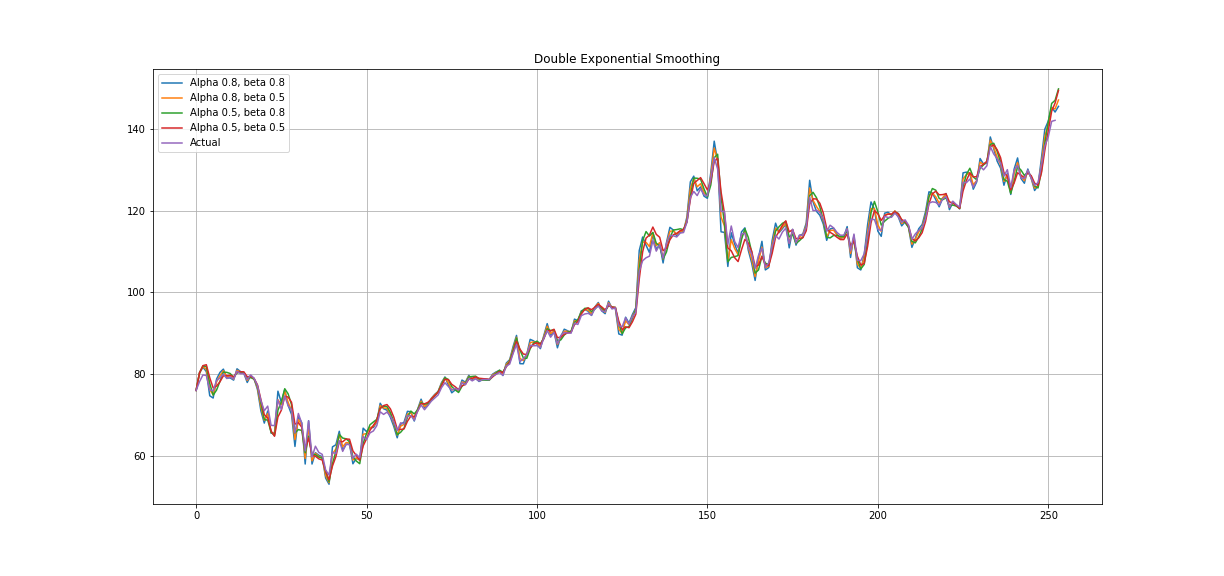 Double Exponential Smoothing
Alpha 0.8, beta 0.8
Alpha 0.8, beta 0.5
Alpha 0.5, beta 0.8
Alpha 0.5, beta 0.5
Actual
140
120
100
80
60
0 50 100 150 200 250